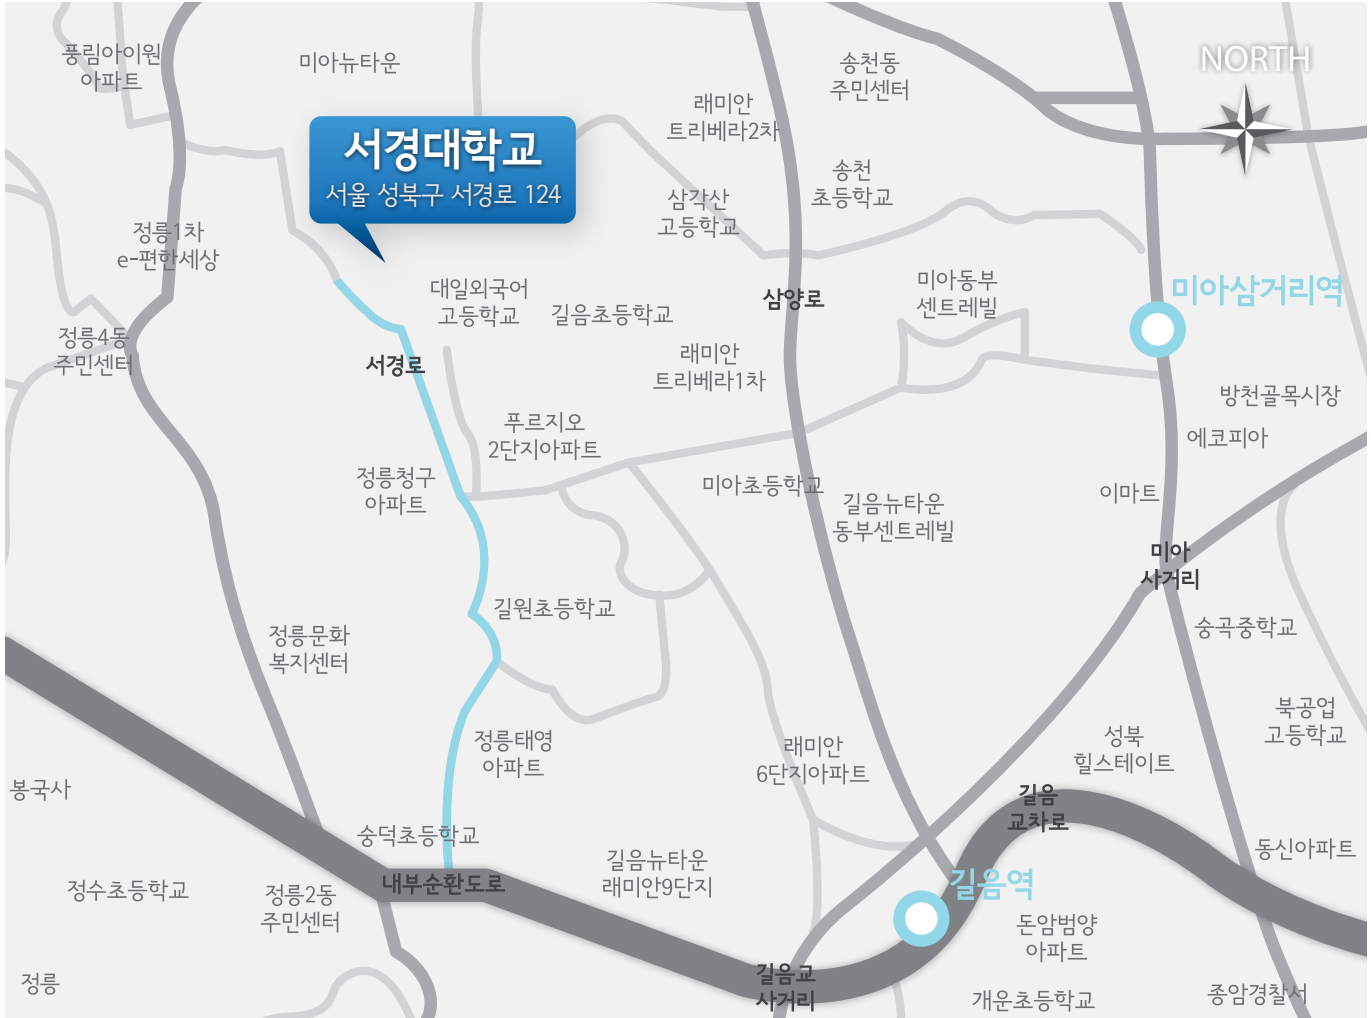 NORTH
풍림아이원
아파트
미아뉴타운
송천동
주민센터
래미안
트리베라2차
서경대학교
서울 성북구 서경로 124
송천
초등학교
삼각산
고등학교
정릉1차
e-편한세상
대일외국어
고등학교
길음초등학교
삼양로
미아동부
센트레빌
미아삼거리역
정릉4동
주민센터
서경로
래미안
트리베라1차
방천골목시장
에코피아
푸르지오
2단지아파트
정릉청구
아파트
미아초등학교
길음뉴타운
동부센트레빌
이마트
미아
사거리
길원초등학교
정릉문화
복지센터
숭곡중학교
북공업
고등학교
정릉태영
아파트
래미안
6단지아파트
성북
힐스테이트
봉국사
길음
교차로
숭덕초등학교
동신아파트
정수초등학교
정릉2동
주민센터
내부순환도로
길음뉴타운
래미안9단지
길음역
돈암범양
아파트
정릉
길음교
사거리
개운초등학교
종암경찰서